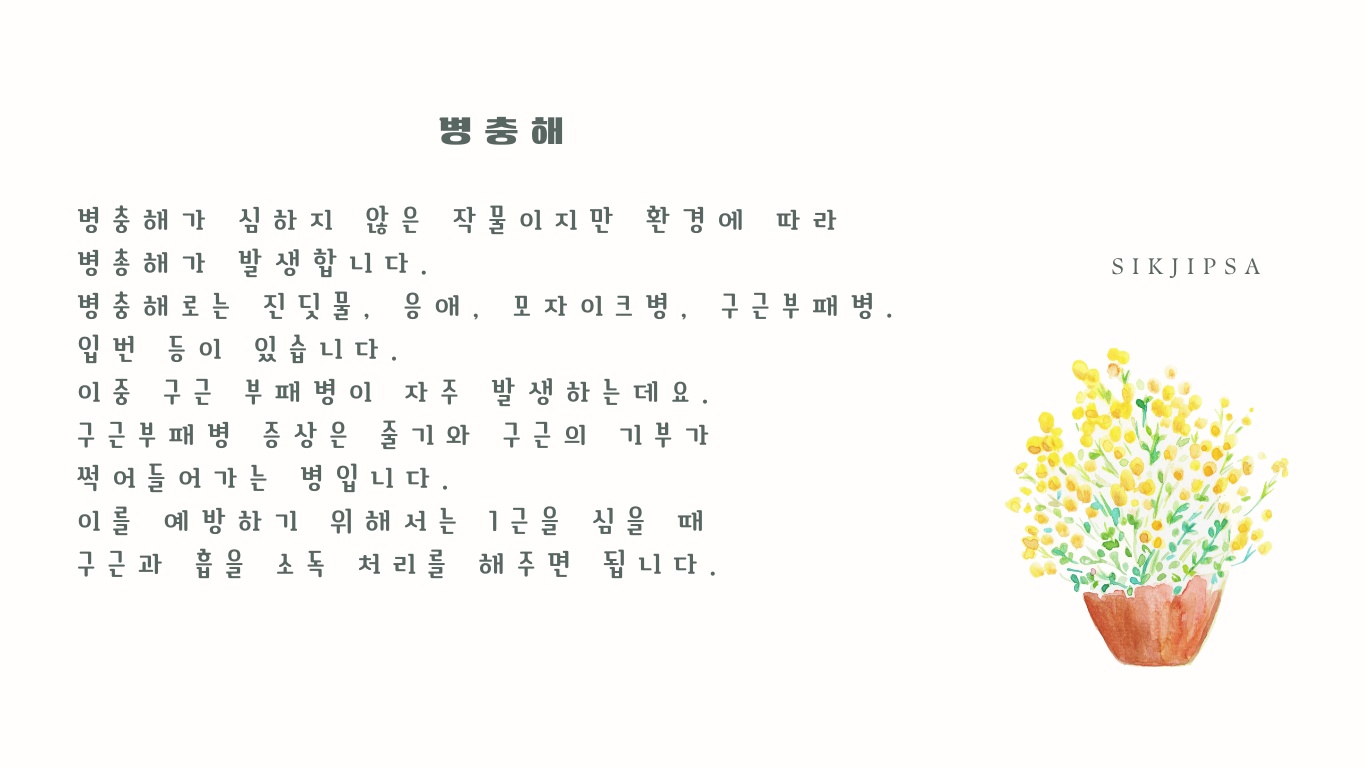 병충해
병충해가 심하지 않은 작물이지만 환경에 따라
병총해가 발생합니다.
SIKJIPSA
병충해로는 진딧물, 응애, 모자이크병, 구근부패병.
입번 등이 있습니다.
이중 구근 부패병이 자주 발생하는데요.
구근부패병 증상은 줄기와 구근의 기부가
쩍어들어가는 병입니다.
이를 예방하기 위해서는 1근을 심을 때
구근과 흡을 소독 처리를 해주면 됩니다.